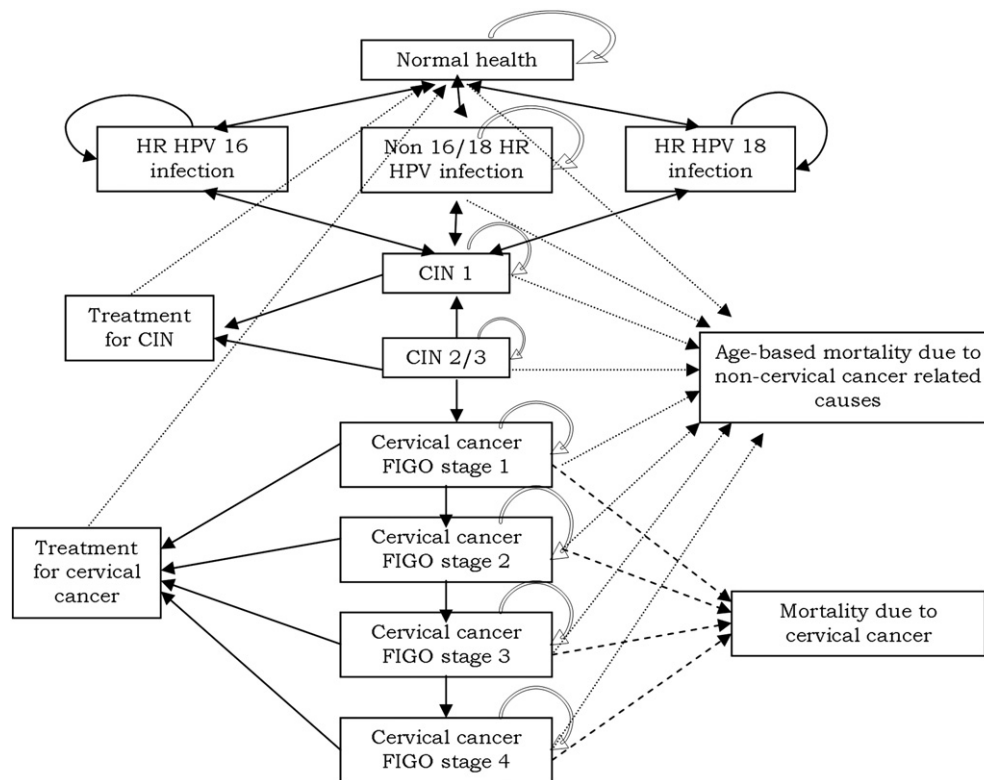 Normal health
HR HPV 16
infection
Non 16/18 HR
HPV infection
HR HPV 18
infection
CIN 1
Treatment
for CIN
CIN 2/3
Age-based mortality due to
non-cervical cancer related
causes
Cervical cancer
FIGO stage 1
Cervical cancer
FIGO stage 2
Treatment
for cervical
cancer
Cervical cancer
FIGO stage 3
Mortality due to
cervical cancer
Cervical cancer
FIGO stage 4